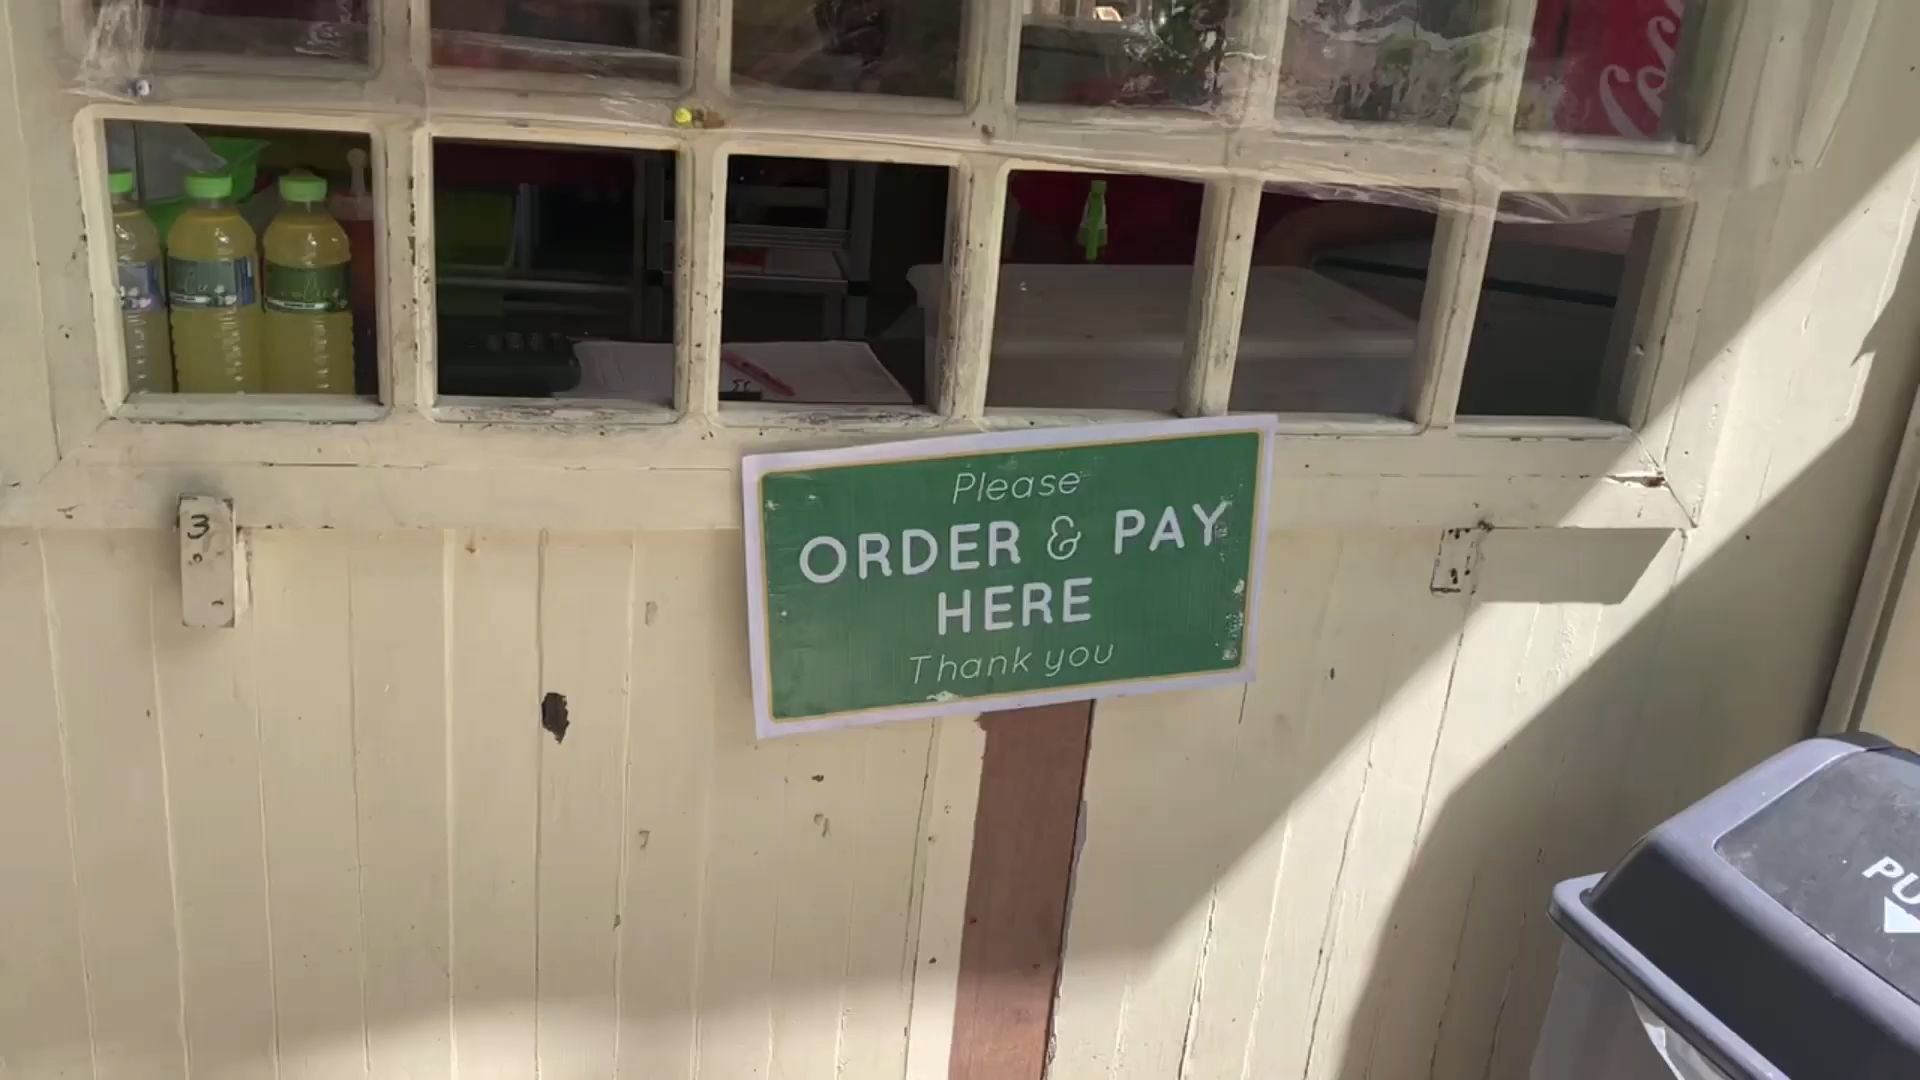 3
Please
ORDER & PAY
HERE
Thank you
PU